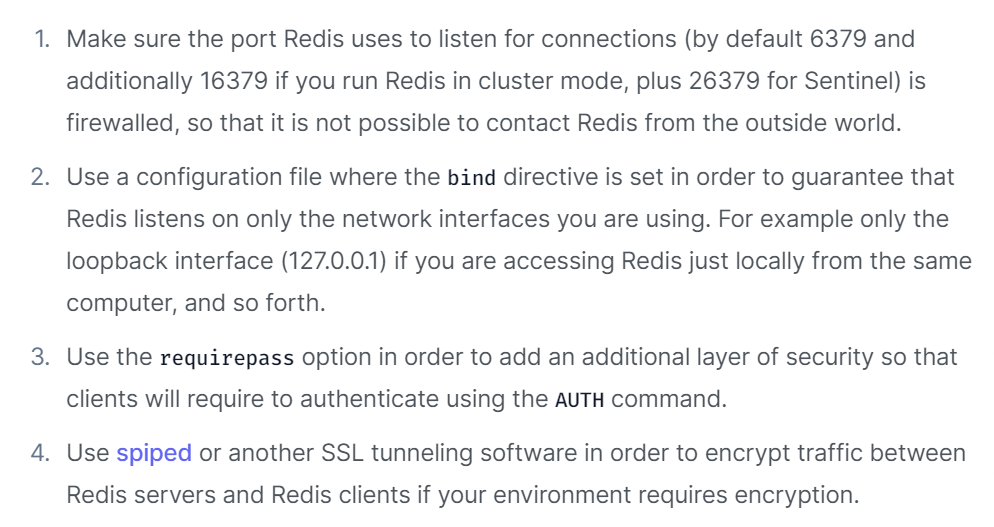 1. Make sure the port Redis uses to listen for connections (by default 6379 and
additionally 16379 if you run Redis in cluster mode, plus 26379 for Sentinel) is
firewalled, so that it is not possible to contact Redis from the outside world.
2. Use a configuration file where the bind directive is set in order to guarantee that
Redis listens on only the network interfaces you are using. For example only the
loopback interface (127.0.0.1) if you are accessing Redis just locally from the same
computer, and so forth.
3. Use the requirepass option in order to add an additional layer of security so that
clients will require to authenticate using the AUTH command.
4. Use spiped or another SSL tunneling software in order to encrypt traffic between
Redis servers and Redis clients if your environment requires encryption.